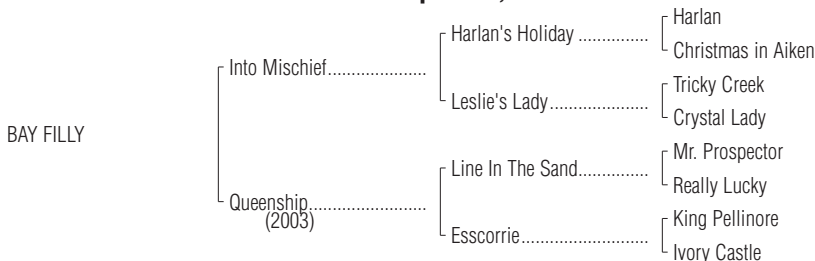 Harlan
Harlan's Holiday ...............
Christmas in Aiken
Into Mischief......................
Tricky Creek
Leslie's Lady.....................
Crystal Lady
BAY FILLY
Mr. Prospector
Line In The Sand...............
Really Lucky
Queenship.........................
(2003)
King Pellinore
Esscorrie...........................
Ivory Castle